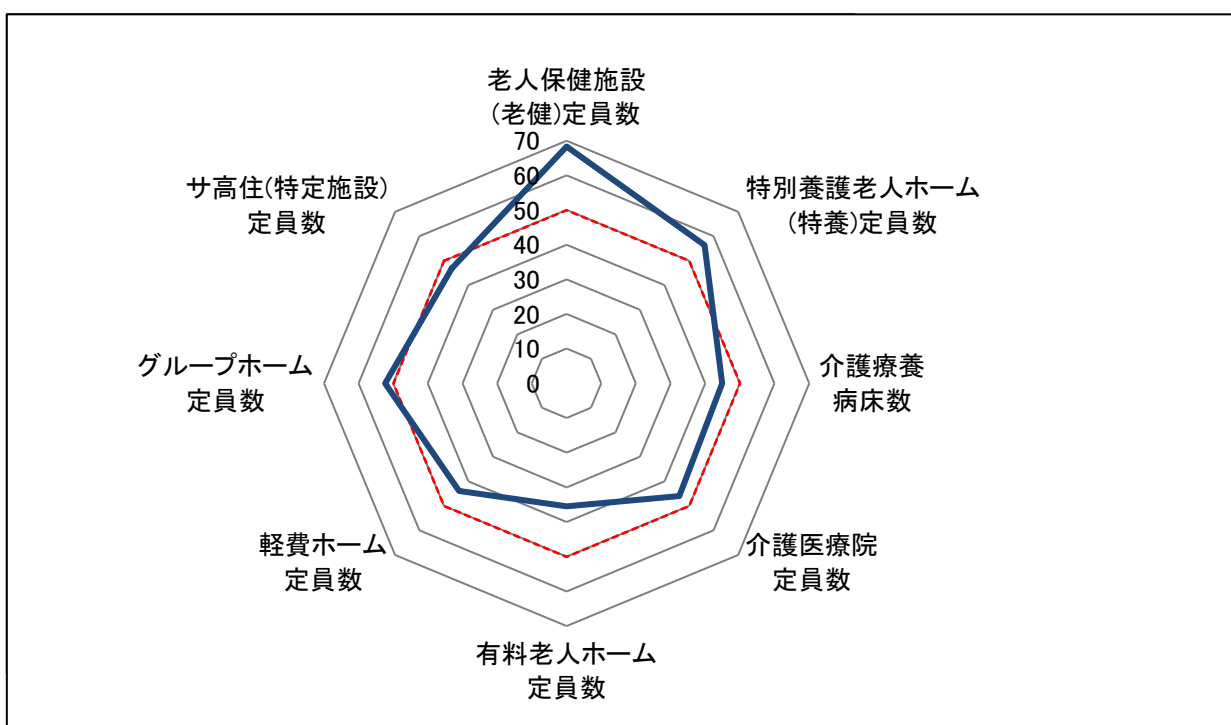 老人保健施設
(老健)定員数
特別養護老人ホーム
(特養)定員数
介護療養
病床数
介護医療院
定員数
有料老人ホーム
定員数
軽費ホーム
定員数
グループホーム
定員数
サ高住(特定施設)
定員数
70
60
50
40
30
20
10
0